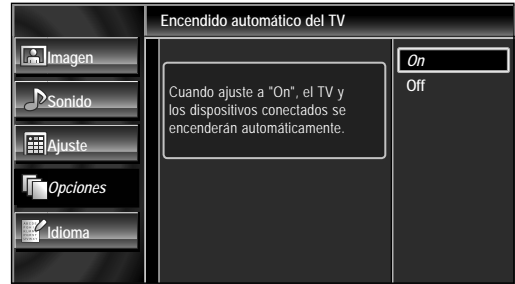 Encendido automático del TV
Imagen
Sonido
Ajuste
Opciones
Idioma
Cuando ajuste a "On", el TV y
los dispositivos conectados se
encenderán automáticamente.
On
Off